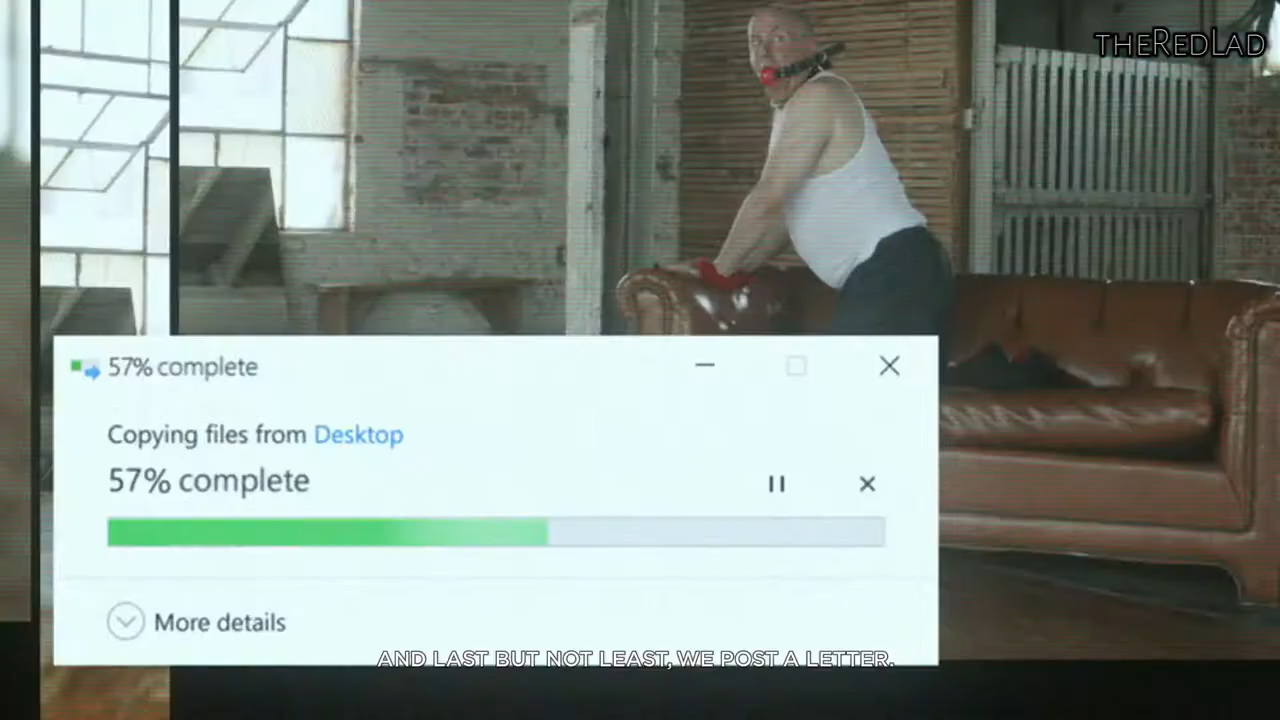 THEREDLAD
57% complete
Copying files from Desktop
57% complete
More details
AND LAST BUT NOT LEAST, WE POST A LETTER.